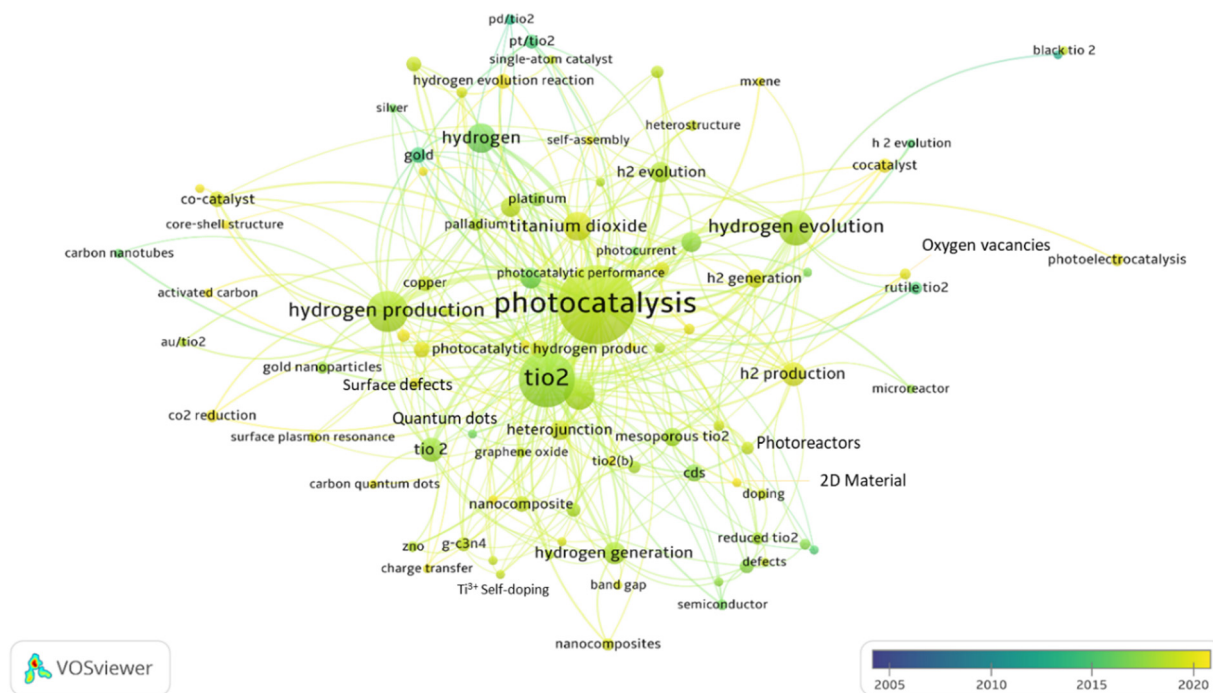 pd/tio2
pt/tio2
black tio 2
single-atom catalyst
hydrogen evolution reaction
mxene
silver
heterostructure
hydrogen
self-assembly
h 2 evolution
gold
cocatalyst
h2 evolution
co-catalyst
platinum
core-shell structure
palladium
titanium dioxide
hydrogen evolution
Oxygen vacancies
carbon nanotubes
photocurrent
photoelectrocatalysis
photocatalytic performance
h2 generation
copper
rutile tio2
activated carbon
hydrogen production
photocatalysis
au/tio2
photocatalytic hydrogen produc
gold nanoparticles
h2 production
Surface defects
tio2
microreactor
co2 reduction
Quantum dots
heterojunction
surface plasmon resonance
mesoporous tio2
Photoreactors
tio 2
graphene oxide
tio2(b)
cds
carbon quantum dots
2D Material
doping
nanocomposite
reduced tio2
zno
g-c3n4
hydrogen generation
charge transfer
defects
Ti³⁺ Self-doping
band gap
semiconductor
nanocomposites
VOSviewer
2005
2010
2015
2020